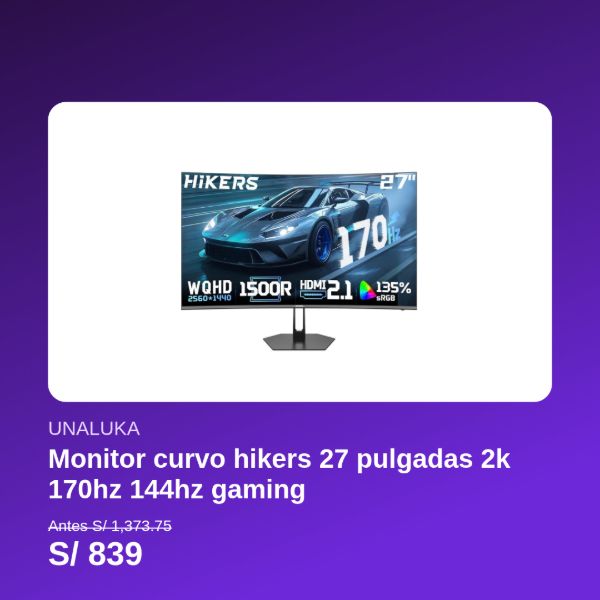 HiKERS 27"
170Hz
WQHD 1500R HDMI 2.1 135%
2560*1440 sRGB
UNALUKA
Monitor curvo hikers 27 pulgadas 2k
170hz 144hz gaming
Antes S/ 1,373.75
S/ 839